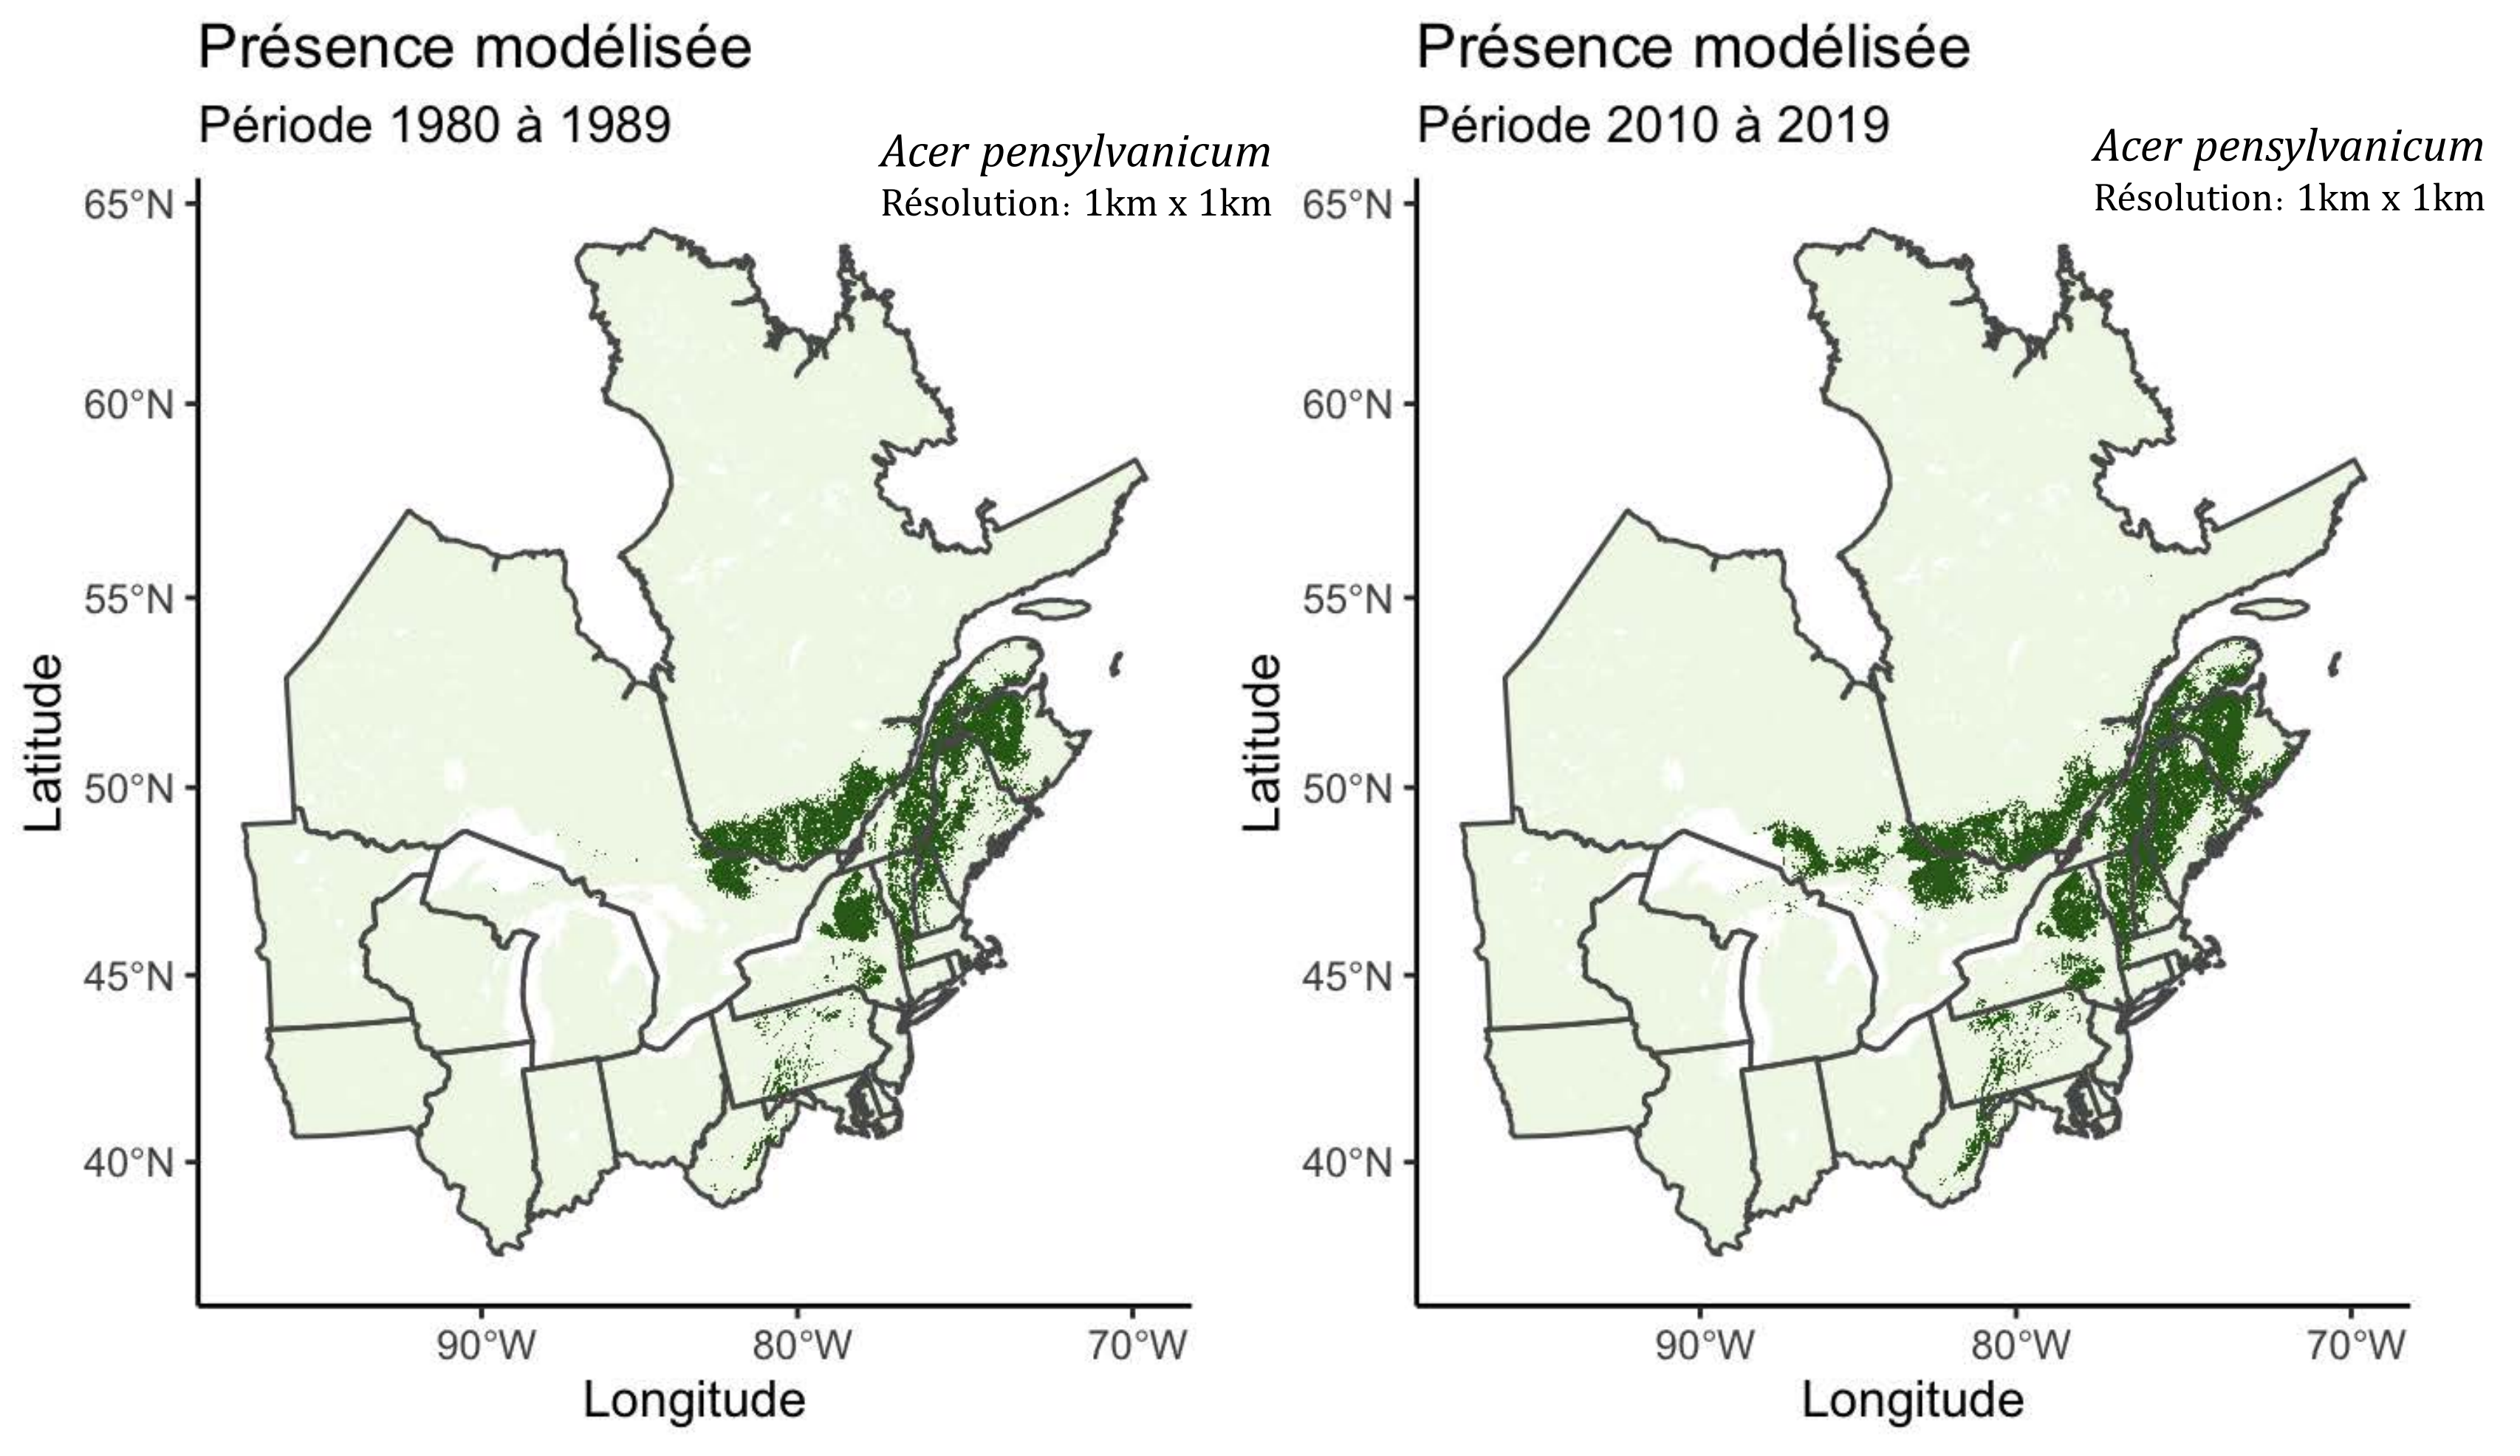 Présence modélisée
Période 1980 à 1989
Acer pensylvanicum
Résolution: 1km x 1km
65°N
60°N
55°N
50°N
45°N
40°N
Latitude
90°W
80°W
70°W
Longitude
Présence modélisée
Période 2010 à 2019
Acer pensylvanicum
Résolution: 1km x 1km
65°N
60°N
55°N
50°N
45°N
40°N
Latitude
90°W
80°W
70°W
Longitude